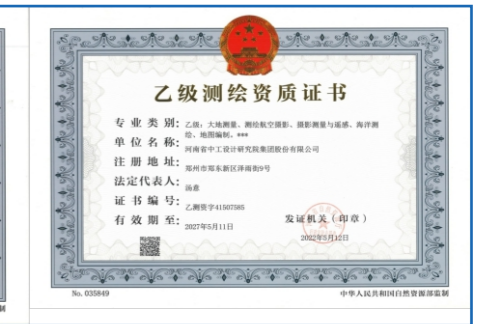 乙级测绘资质证书
专业类别：乙级：大地测量、测绘航空摄影、摄影测量与遥感、海洋测
绘、地图编制。***
单位名称：河南省中工设计研究院集团股份有限公司
注册地址：郑州市郑东新区泽雨街9号
法定代表人：汤意
证书编号：乙测资字41507585
有效期至：2027年5月11日
发证机关（印章）
2022年5月12日
No. 035849
中华人民共和国自然资源部监制
制